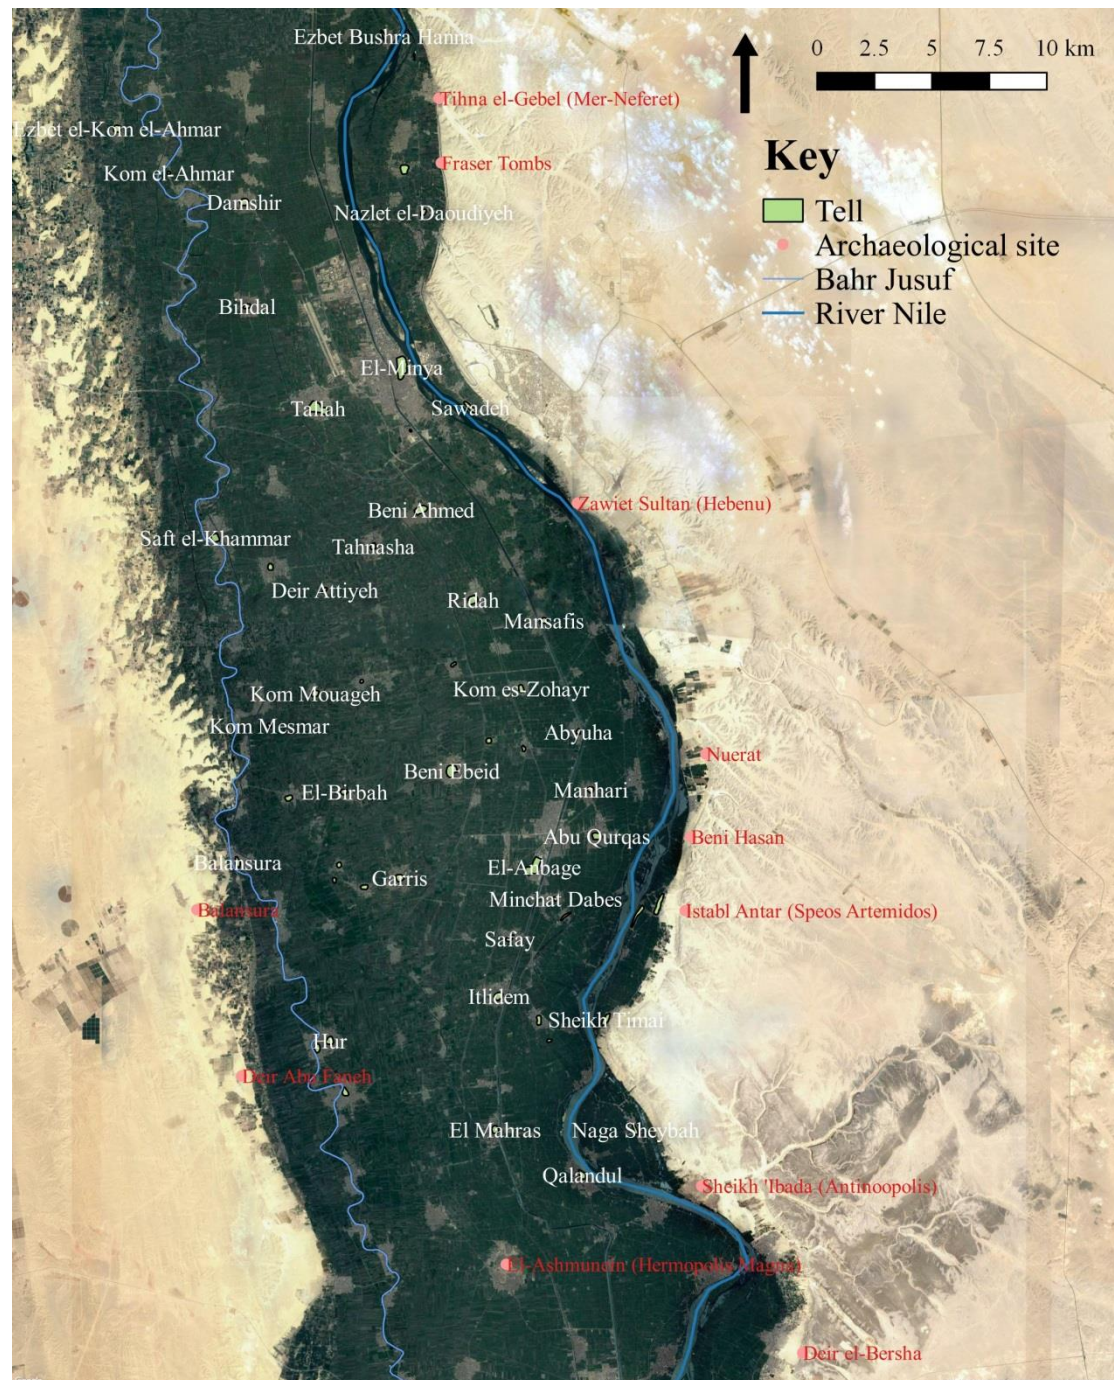 Ezbet Bushra Hanna
0 2.5 5 7.5 10 km
Tihna el-Gebel (Mer-Neferet)
Ezbet el-Kom el-Ahmar
Key
Fraser Tombs
Kom el-Ahmar
Damshir
Nazlet el-Daoudiyeh
Tell
Archaeological site
Bahr Jusuf
River Nile
Bihdal
El-Minya
Tallah
Sawadeh
Zawiet Sultan (Hebenu)
Beni Ahmed
Saft el-Khammar
Tahnasha
Deir Attiyeh
Ridah
Mansafis
Kom Mouageh
Kom es-Zohayr
Kom Mesmar
Abyuha
Nuerat
Beni Ebeid
El-Birbah
Manhari
Abu Qurqas
Beni Hasan
Balansura
El-Anbage
Garris
Minchat Dabes
Balansura
Istabl Antar (Speos Artemidos)
Safay
Itlidem
Sheikh Timai
Hur
Deir Abu Faneh
El Mahras
Naga Sheybah
Qalandul
Sheikh 'Ibada (Antinoopolis)
El-Ashmunein (Hermopolis Magna)
Deir el-Bersha